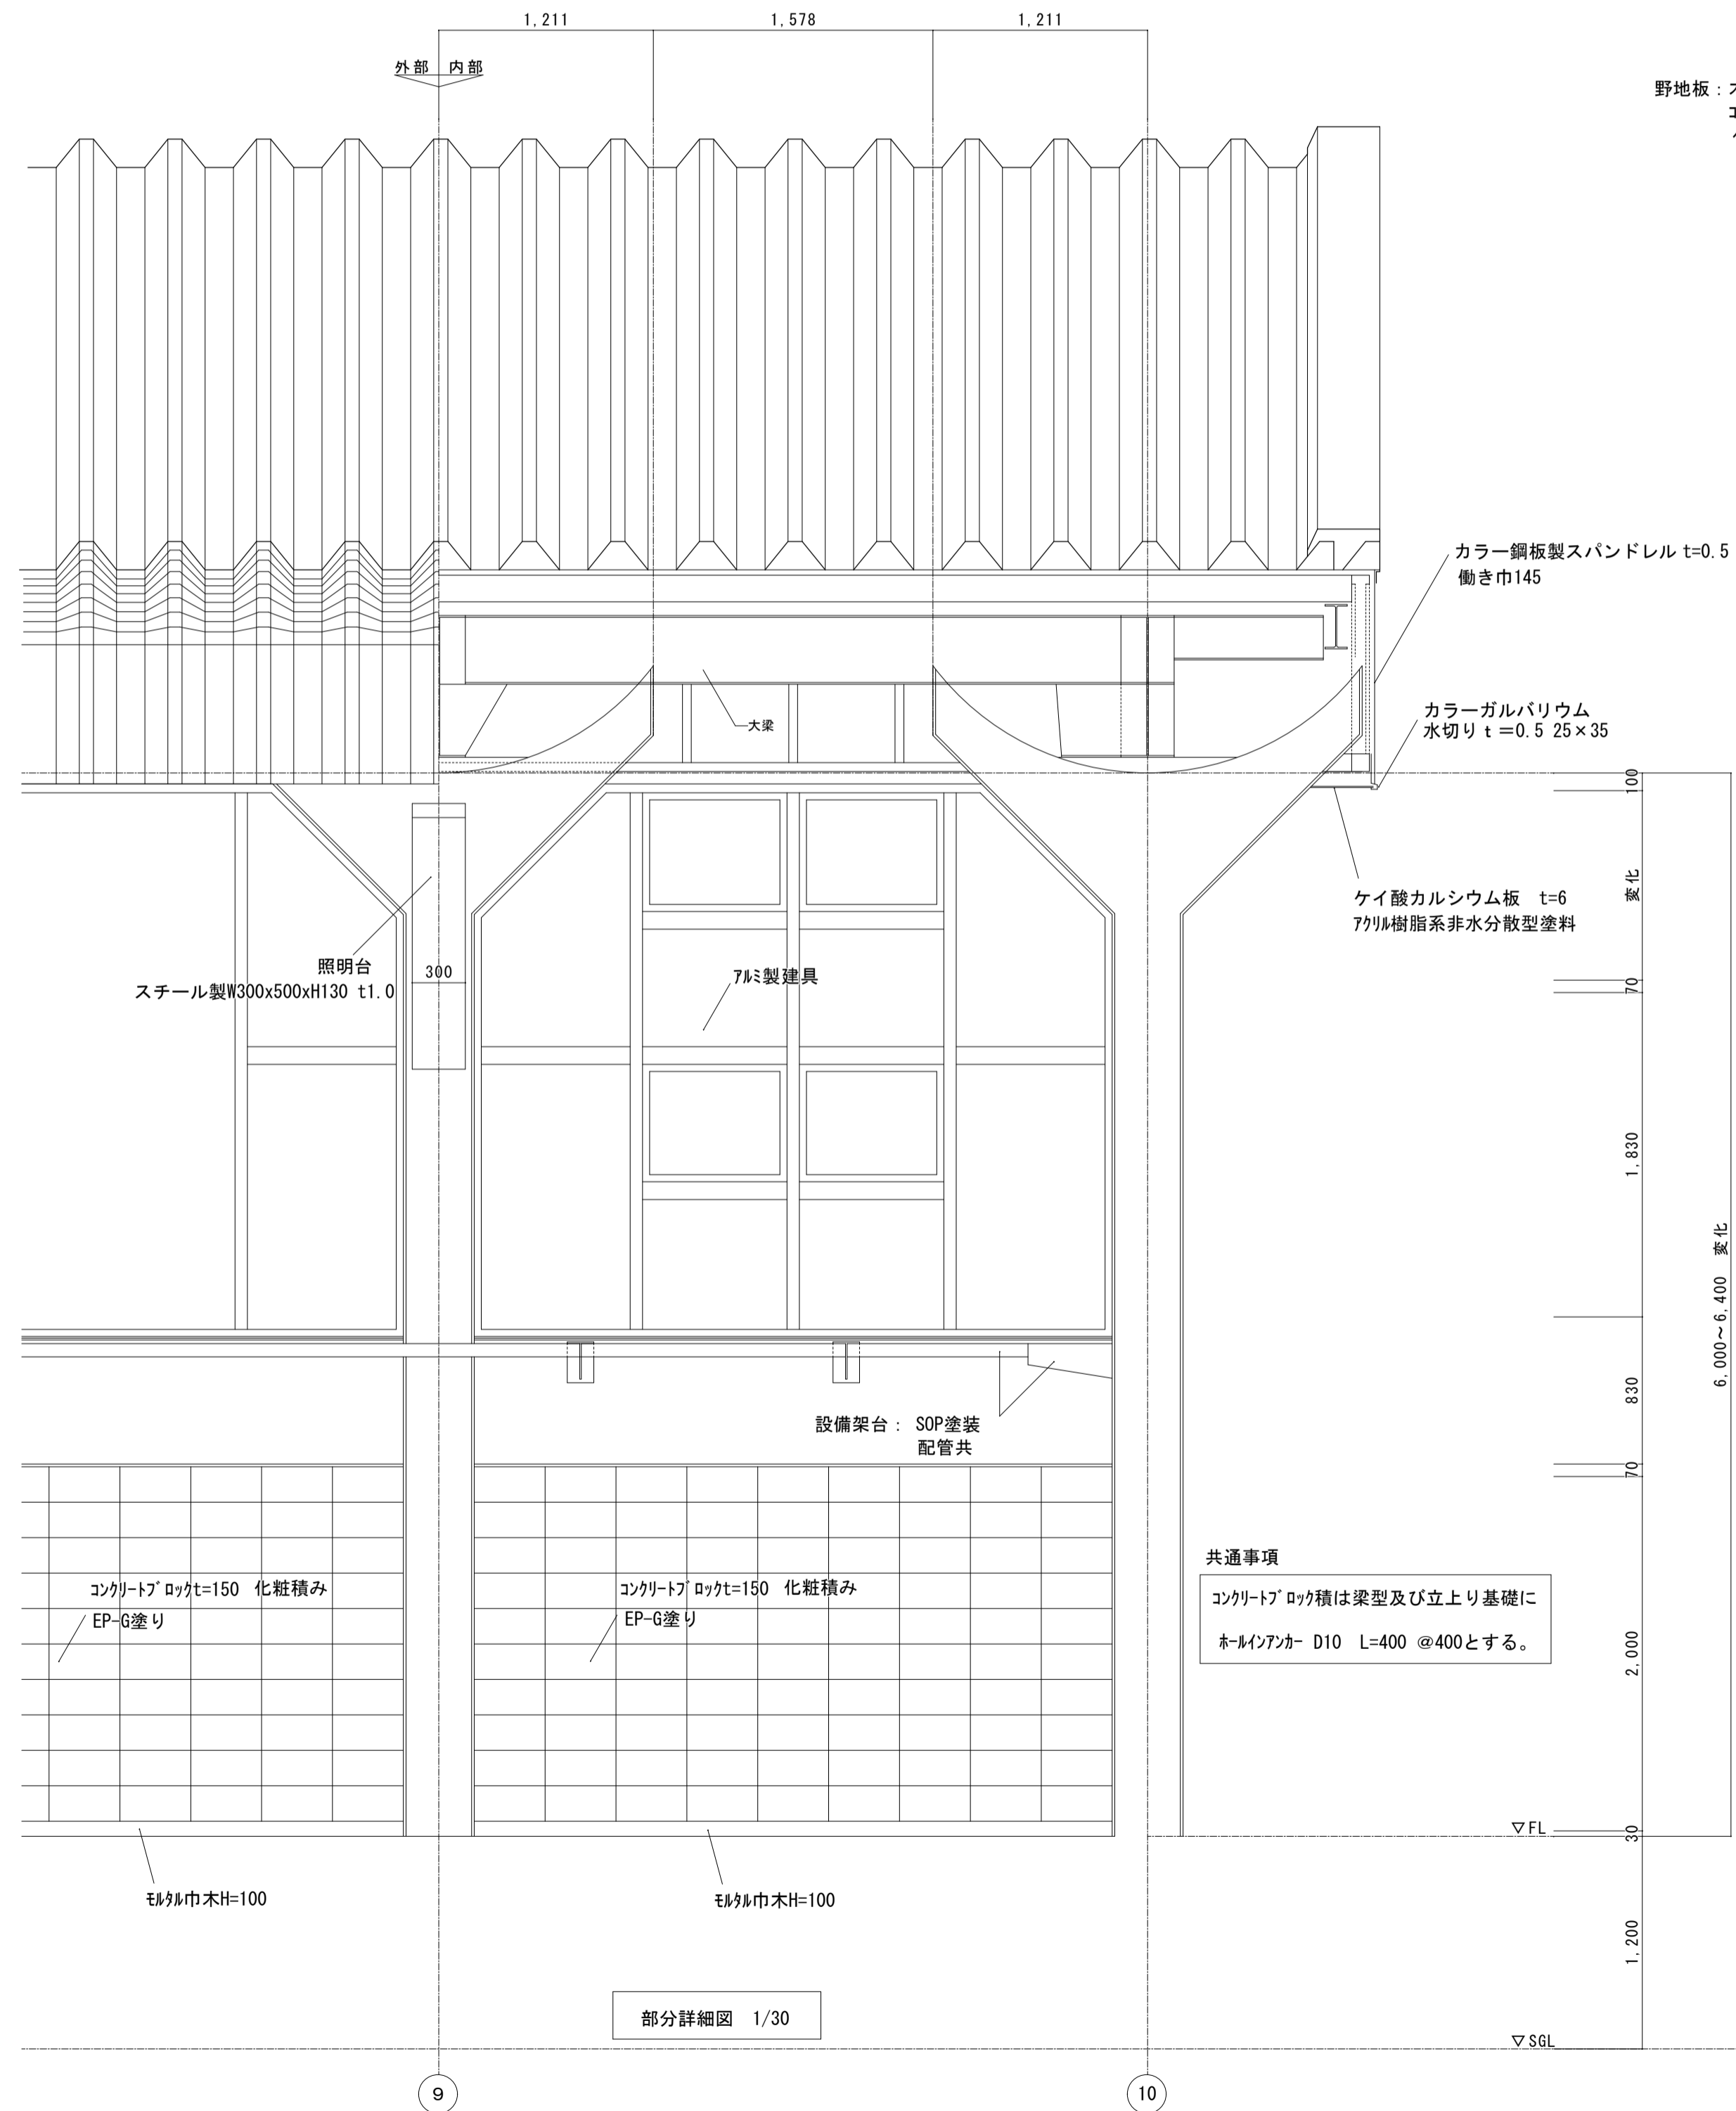 1,211
1,578
1,211
外部 内部
野地板：
カラー鋼板製スパンドレル t=0.5
働き巾145
カラーガルバリウム
水切り t＝0.5 25×35
大梁
100
変化
ケイ酸カルシウム板 t=6
ｱｸﾘﾙ樹脂系非水分散型塗料
照明台
スチール製W300x500xH130 t1.0
300
ｱﾙﾐ製建具
70
1,830
6,000~6,400 変化
830
設備架台： SOP塗装
配管共
70
共通事項
ｺﾝｸﾘｰﾄﾌﾞﾛｯｸ積は梁型及び立上り基礎に
ﾎｰﾙｲﾝｱﾝｶｰ D10 L=400 @400とする。
ｺﾝｸﾘｰﾄﾌﾞﾛｯｸt=150 化粧積み
EP-G塗り
ｺﾝｸﾘｰﾄﾌﾞﾛｯｸt=150 化粧積み
EP-G塗り
2,000
▽FL
30
ﾓﾙﾀﾙ巾木H=100
ﾓﾙﾀﾙ巾木H=100
1,200
部分詳細図 1/30
▽SGL
9
10